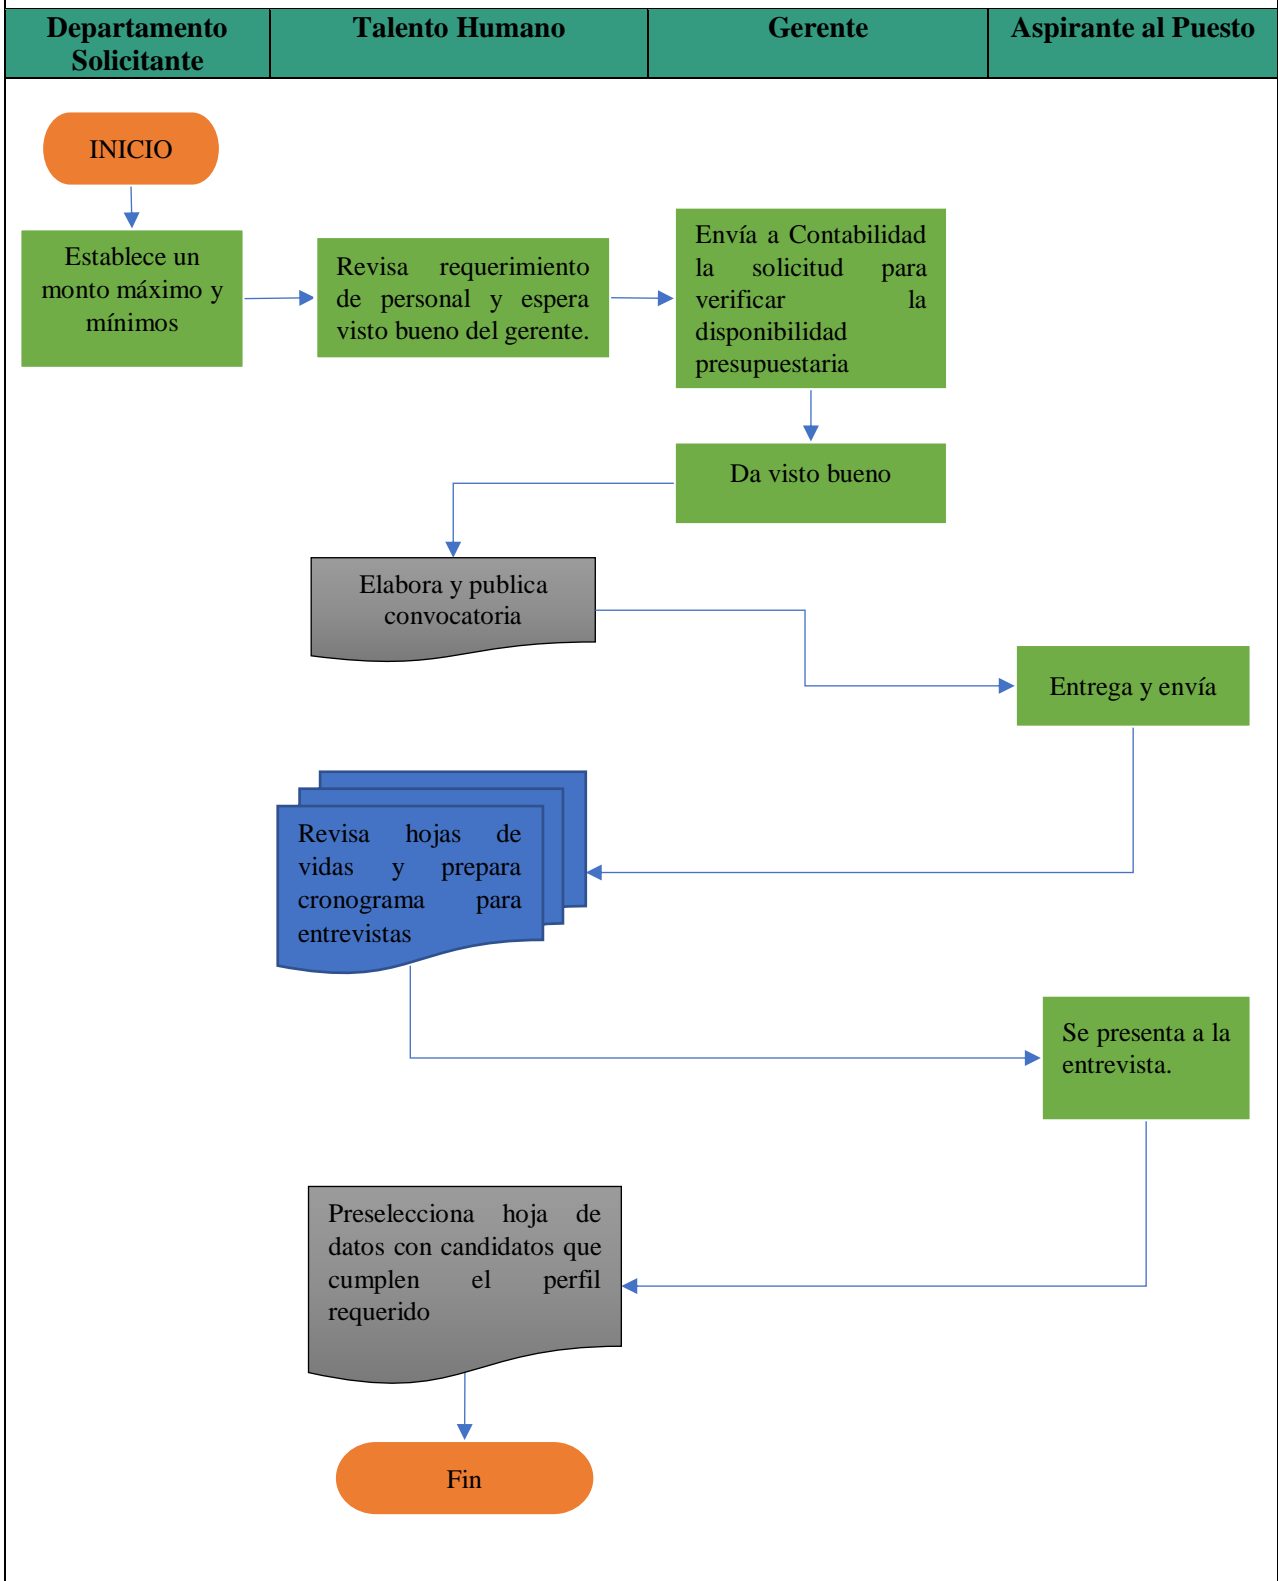 Departamento
Solicitante
Talento Humano
Gerente
Aspirante al Puesto
INICIO
Establece un
monto máximo y
mínimos
Revisa requerimiento
de personal y espera
visto bueno del gerente.
Envía a Contabilidad
la solicitud para
verificar la
disponibilidad
presupuestaria
Da visto bueno
Elabora y publica
convocatoria
Entrega y envía
Revisa hojas de
vidas y prepara
cronograma para
entrevistas
Se presenta a la
entrevista.
Preselecciona hoja de
datos con candidatos que
cumplen el perfil
requerido
Fin